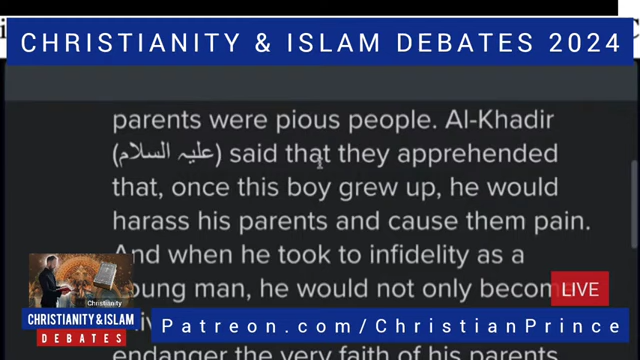 CHRISTIANITY & ISLAM DEBATES 2024
parents were pious people. Al-Khadir
(علیہ السلام) said that they apprehended
that, once this boy grew up, he would
harass his parents and cause them pain.
And when he took to infidelity as a
young man, he would not only
LIVE
Christianity
CHRISTIANITY & ISLAM
DEBATES
Patreon.com/ChristianPrince
endanger the very faith of his parents